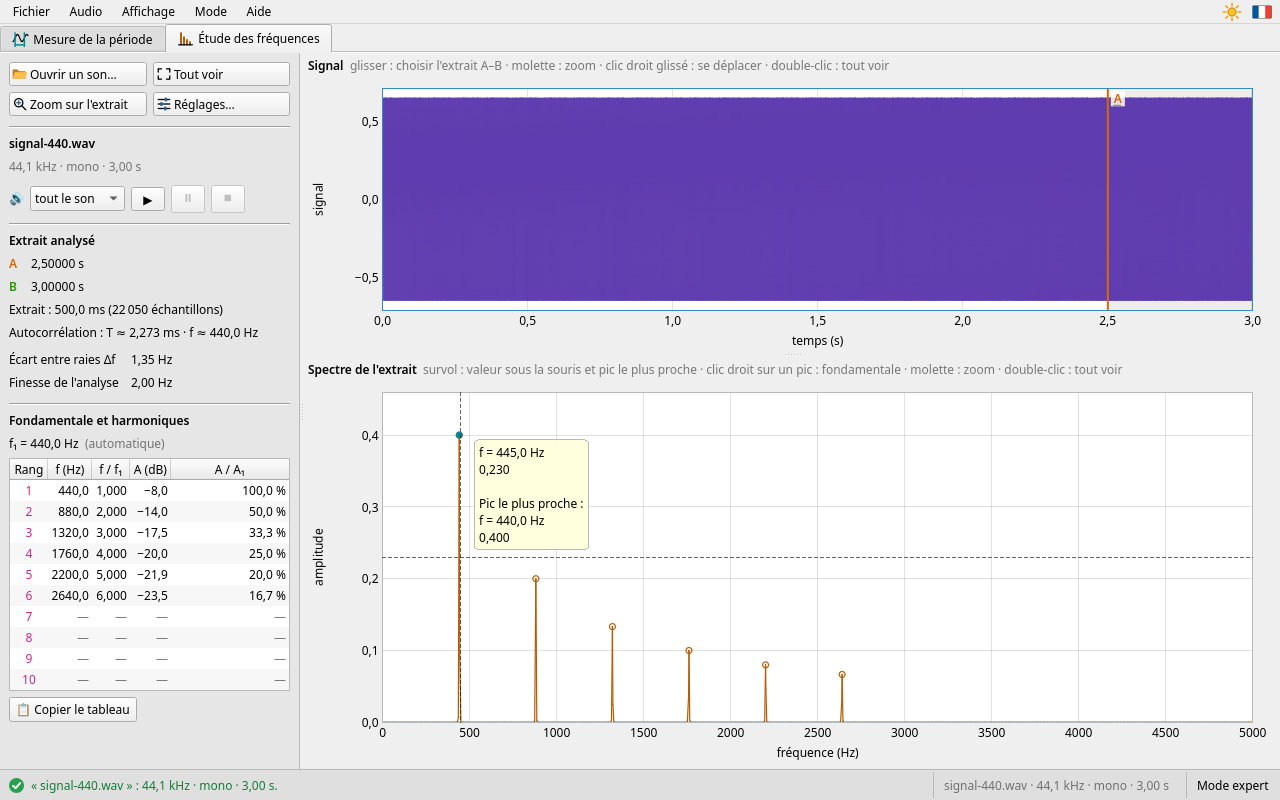 Fichier Audio Affichage Mode Aide
Mesure de la période Étude des fréquences
Ouvrir un son... Tout voir
Zoom sur l'extrait Réglages...
signal-440.wav
44,1 kHz · mono · 3,00 s
tout le son
Extrait analysé
A 2,50000 s
B 3,00000 s
Extrait : 500,0 ms (22 050 échantillons)
Autocorrélation : T ≈ 2,273 ms · f ≈ 440,0 Hz
Écart entre raies Δf 1,35 Hz
Finesse de l'analyse 2,00 Hz
Fondamentale et harmoniques
f₁ = 440,0 Hz (automatique)
Rang f (Hz) f / f₁ A (dB) A / A₁
1 440,0 1,000 −8,0 100,0 %
2 880,0 2,000 −14,0 50,0 %
3 1320,0 3,000 −17,5 33,3 %
4 1760,0 4,000 −20,0 25,0 %
5 2200,0 5,000 −21,9 20,0 %
6 2640,0 6,000 −23,5 16,7 %
7 — — — —
8 — — — —
9 — — — —
10 — — — —
Copier le tableau
Signal glisser : choisir l'extrait A–B · molette : zoom · clic droit glissé : se déplacer · double-clic : tout voir
signal
0,5
0,0
−0,5
A
0,0 0,5 1,0 1,5 2,0 2,5 3,0
temps (s)
Spectre de l'extrait survol : valeur sous la souris et pic le plus proche · clic droit sur un pic : fondamentale · molette : zoom · double-clic : tout voir
amplitude
0,4
0,3
0,2
0,1
0,0
f = 445,0 Hz
0,230
Pic le plus proche :
f = 440,0 Hz
0,400
0 500 1000 1500 2000 2500 3000 3500 4000 4500 5000
fréquence (Hz)
« signal-440.wav » : 44,1 kHz · mono · 3,00 s.
signal-440.wav · 44,1 kHz · mono · 3,00 s
Mode expert